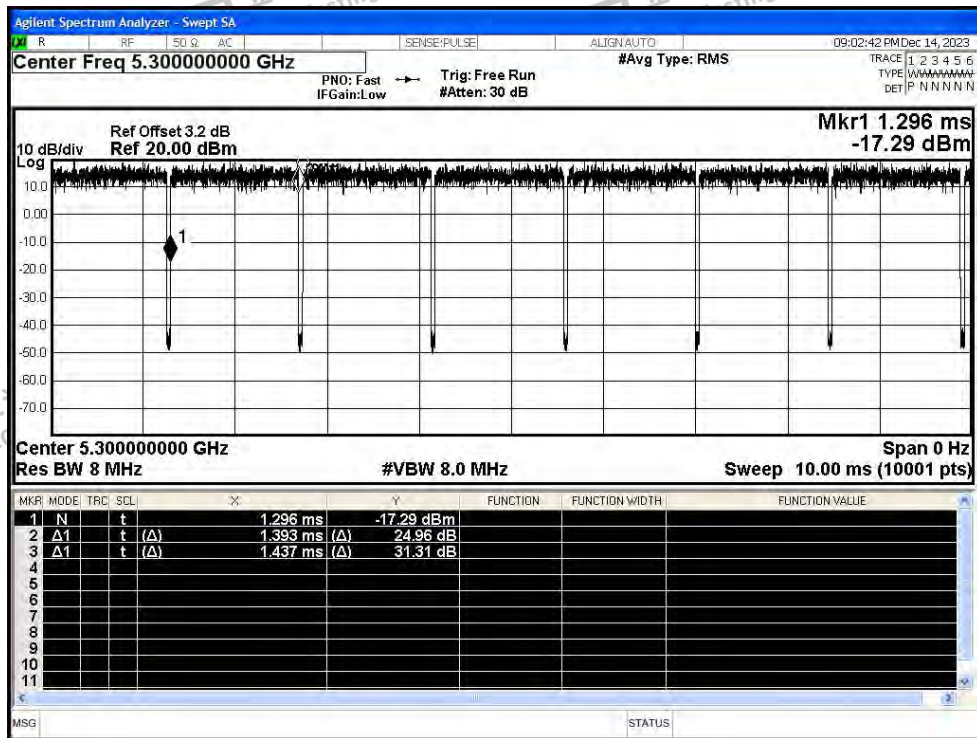 Agilent Spectrum Analyzer - Swept SA
R RF 50 Ω AC SENSE:PULSE ALIGN AUTO 09:02:42 PM Dec 14, 2023
Center Freq 5.300000000 GHz #Avg Type: RMS TRACE 1 2 3 4 5 6
PNO: Fast Trig: Free Run TYPE
IFGain:Low #Atten: 30 dB DET P N N N N N
Mkr1 1.296 ms
-17.29 dBm
Ref Offset 3.2 dB
10 dB/div Ref 20.00 dBm
Log
10.0
0.00
-10.0
1
-20.0
-30.0
-40.0
-50.0
-60.0
-70.0
Center 5.300000000 GHz Span 0 Hz
Res BW 8 MHz #VBW 8.0 MHz Sweep 10.00 ms (10001 pts)
MKR MODE TRC SCL X Y FUNCTION FUNCTION WIDTH FUNCTION VALUE
1 N t 1.296 ms -17.29 dBm
2 Δ1 t (Δ) 1.393 ms (Δ) 24.96 dB
3 Δ1 t (Δ) 1.437 ms (Δ) 31.31 dB
4
5
6
7
8
9
10
11
MSG STATUS